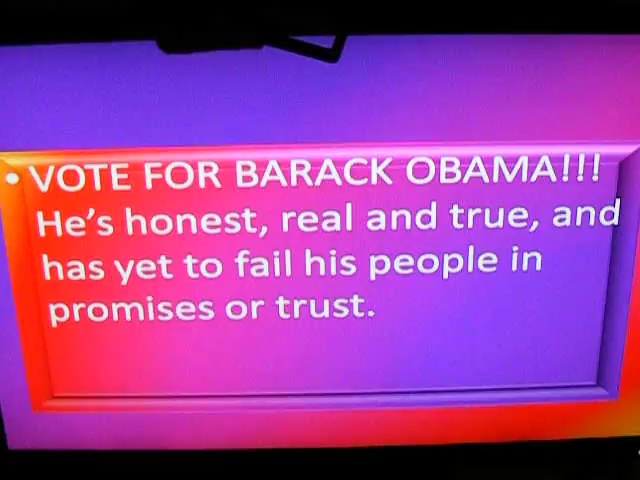 • VOTE FOR BARACK OBAMA!!!
He's honest, real and true, and
has yet to fail his people in
promises or trust.